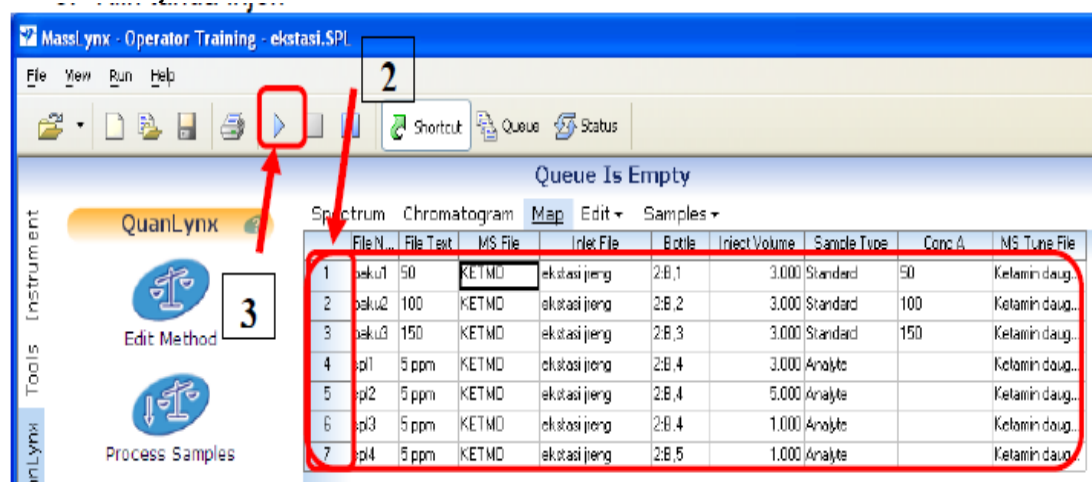 MassLynx - Operator Training - ekstasi.SPL
File View Run Help
2
Shortcut Queue Status
Queue Is Empty
Instrument
Tools
QuanLynx
Edit Method
3
Process Samples
Spectrum Chromatogram Map Edit Samples
File N... File Text MS File Inlet File Bottle Inject Volume Sample Type Conc A MS Tune File
1 baku1 50 KETMD ekstasi jreng 2:B,1 3.000 Standard 50 Ketamin daug...
2 baku2 100 KETMD ekstasi jreng 2:B,2 3.000 Standard 100 Ketamin daug...
3 baku3 150 KETMD ekstasi jreng 2:B,3 3.000 Standard 150 Ketamin daug...
4 spl1 5 ppm KETMD ekstasi jreng 2:B,4 3.000 Analyte Ketamin daug...
5 spl2 5 ppm KETMD ekstasi jreng 2:B,4 5.000 Analyte Ketamin daug...
6 spl3 5 ppm KETMD ekstasi jreng 2:B,4 1.000 Analyte Ketamin daug...
7 spl4 5 ppm KETMD ekstasi jreng 2:B,5 1.000 Analyte Ketamin daug...